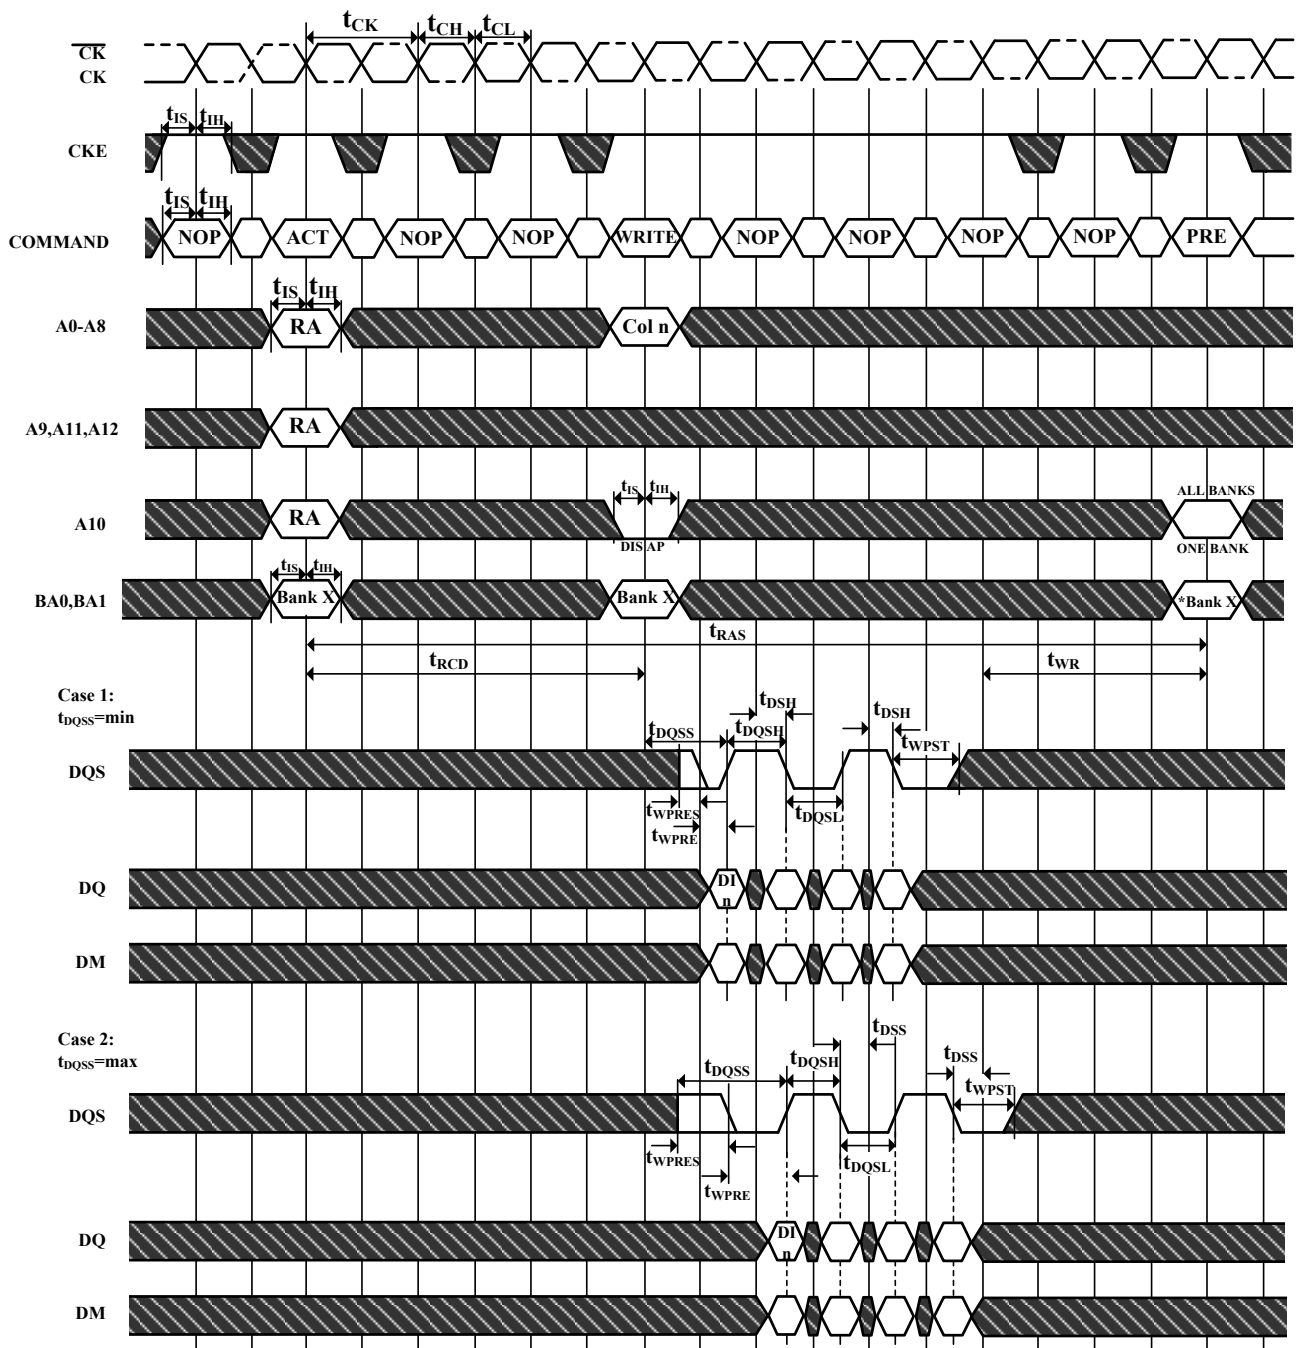 tCK tCH tCL
CK
CK
tIS tIH
CKE
tIS tIH
COMMAND NOP ACT NOP NOP WRITE NOP NOP NOP NOP PRE
tIS tIH
A0-A8 RA Col n
A9,A11,A12 RA
tIS tIH ALL BANKS
A10 RA
DIS AP ONE BANK
tIS tIH
BA0,BA1 Bank X Bank X *Bank X
tRAS
tRCD tWR
Case 1:
tDQSS=min
tDSH tDSH
tDQSS tDQSH tWPST
DQS
tWPRES tDQSL
tWPRE
DQ DI
n
DM
Case 2:
tDQSS=max
tDSS
tDQSS tDQSH tDSS
tWPST
DQS
tWPRES tDQSL
tWPRE
DQ DI
n
DM